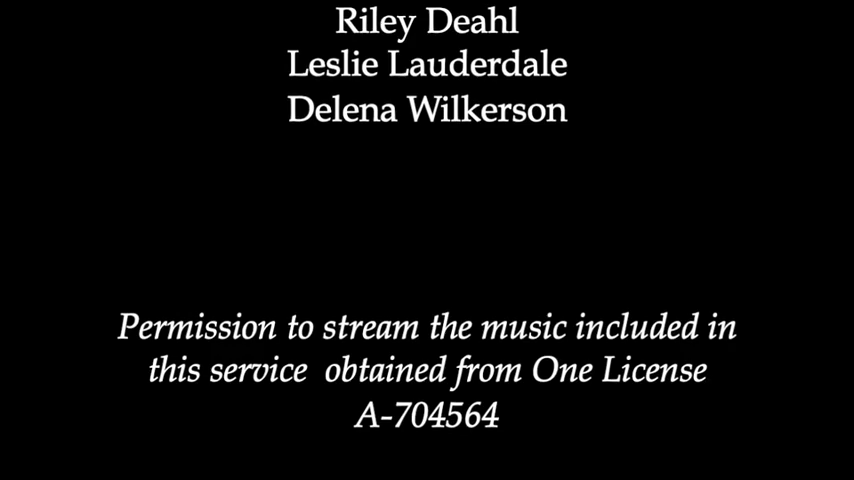 Riley Deahl
Leslie Lauderdale
Delena Wilkerson
Permission to stream the music included in
this service  obtained from One License
A-704564